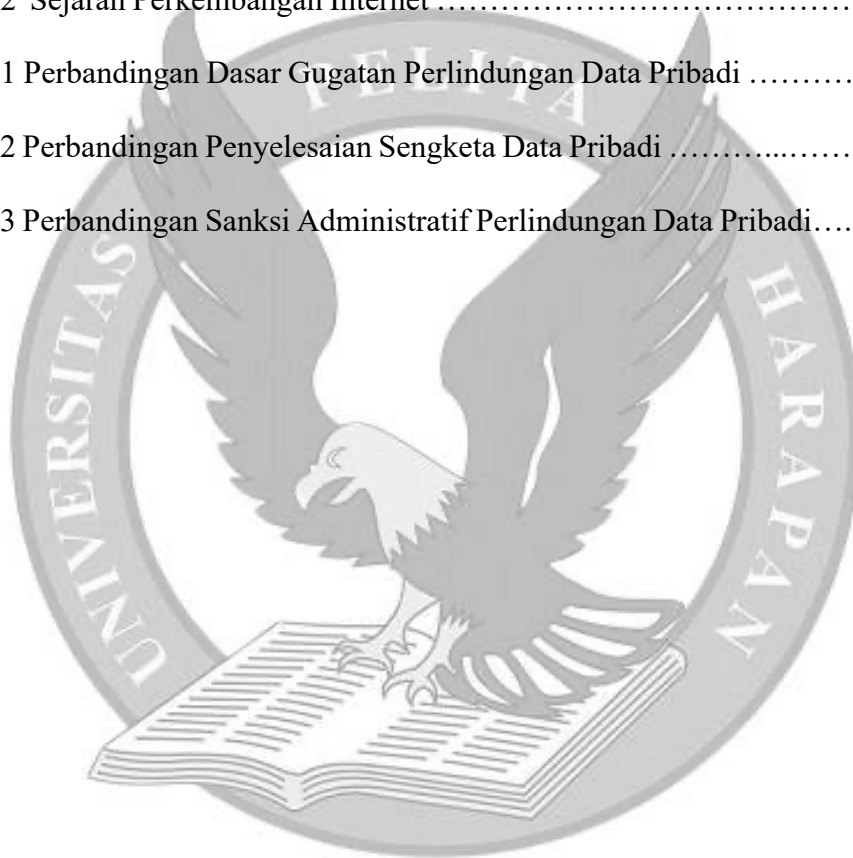 2 Sejarah Perkembangan Internet ……………………………………
1 Perbandingan Dasar Gugatan Perlindungan Data Pribadi …………
2 Perbandingan Penyelesaian Sengketa Data Pribadi ………...……
3 Perbandingan Sanksi Administratif Perlindungan Data Pribadi….
UNIVERSITAS PELITA HARAPAN